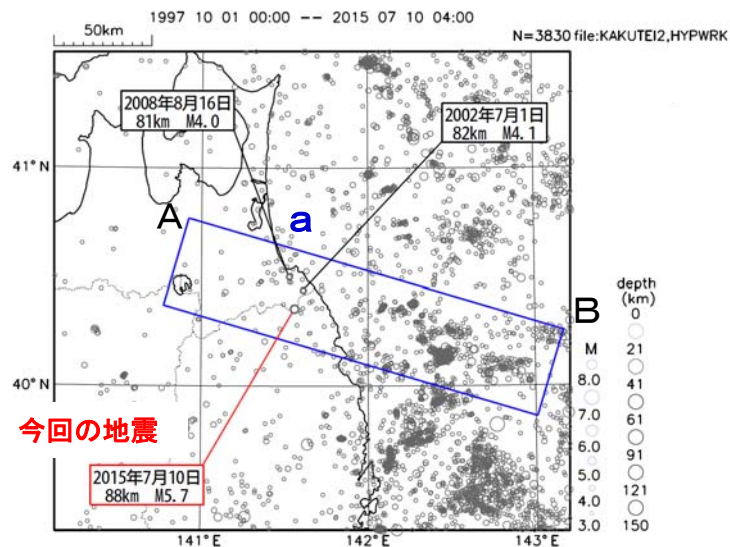 1997 10 01 00:00 -- 2015 07 10 04:00
50km
N=3830 file:KAKUTEI2,HYPWRK
2008年8月16日
81km M4.0
2002年7月1日
82km M4.1
41°N
A
a
B
depth
(km)
0
21
41
61
91
121
150
M
8.0
7.0
6.0
5.0
4.0
3.0
40°N
今回の地震
2015年7月10日
88km M5.7
141°E
142°E
143°E